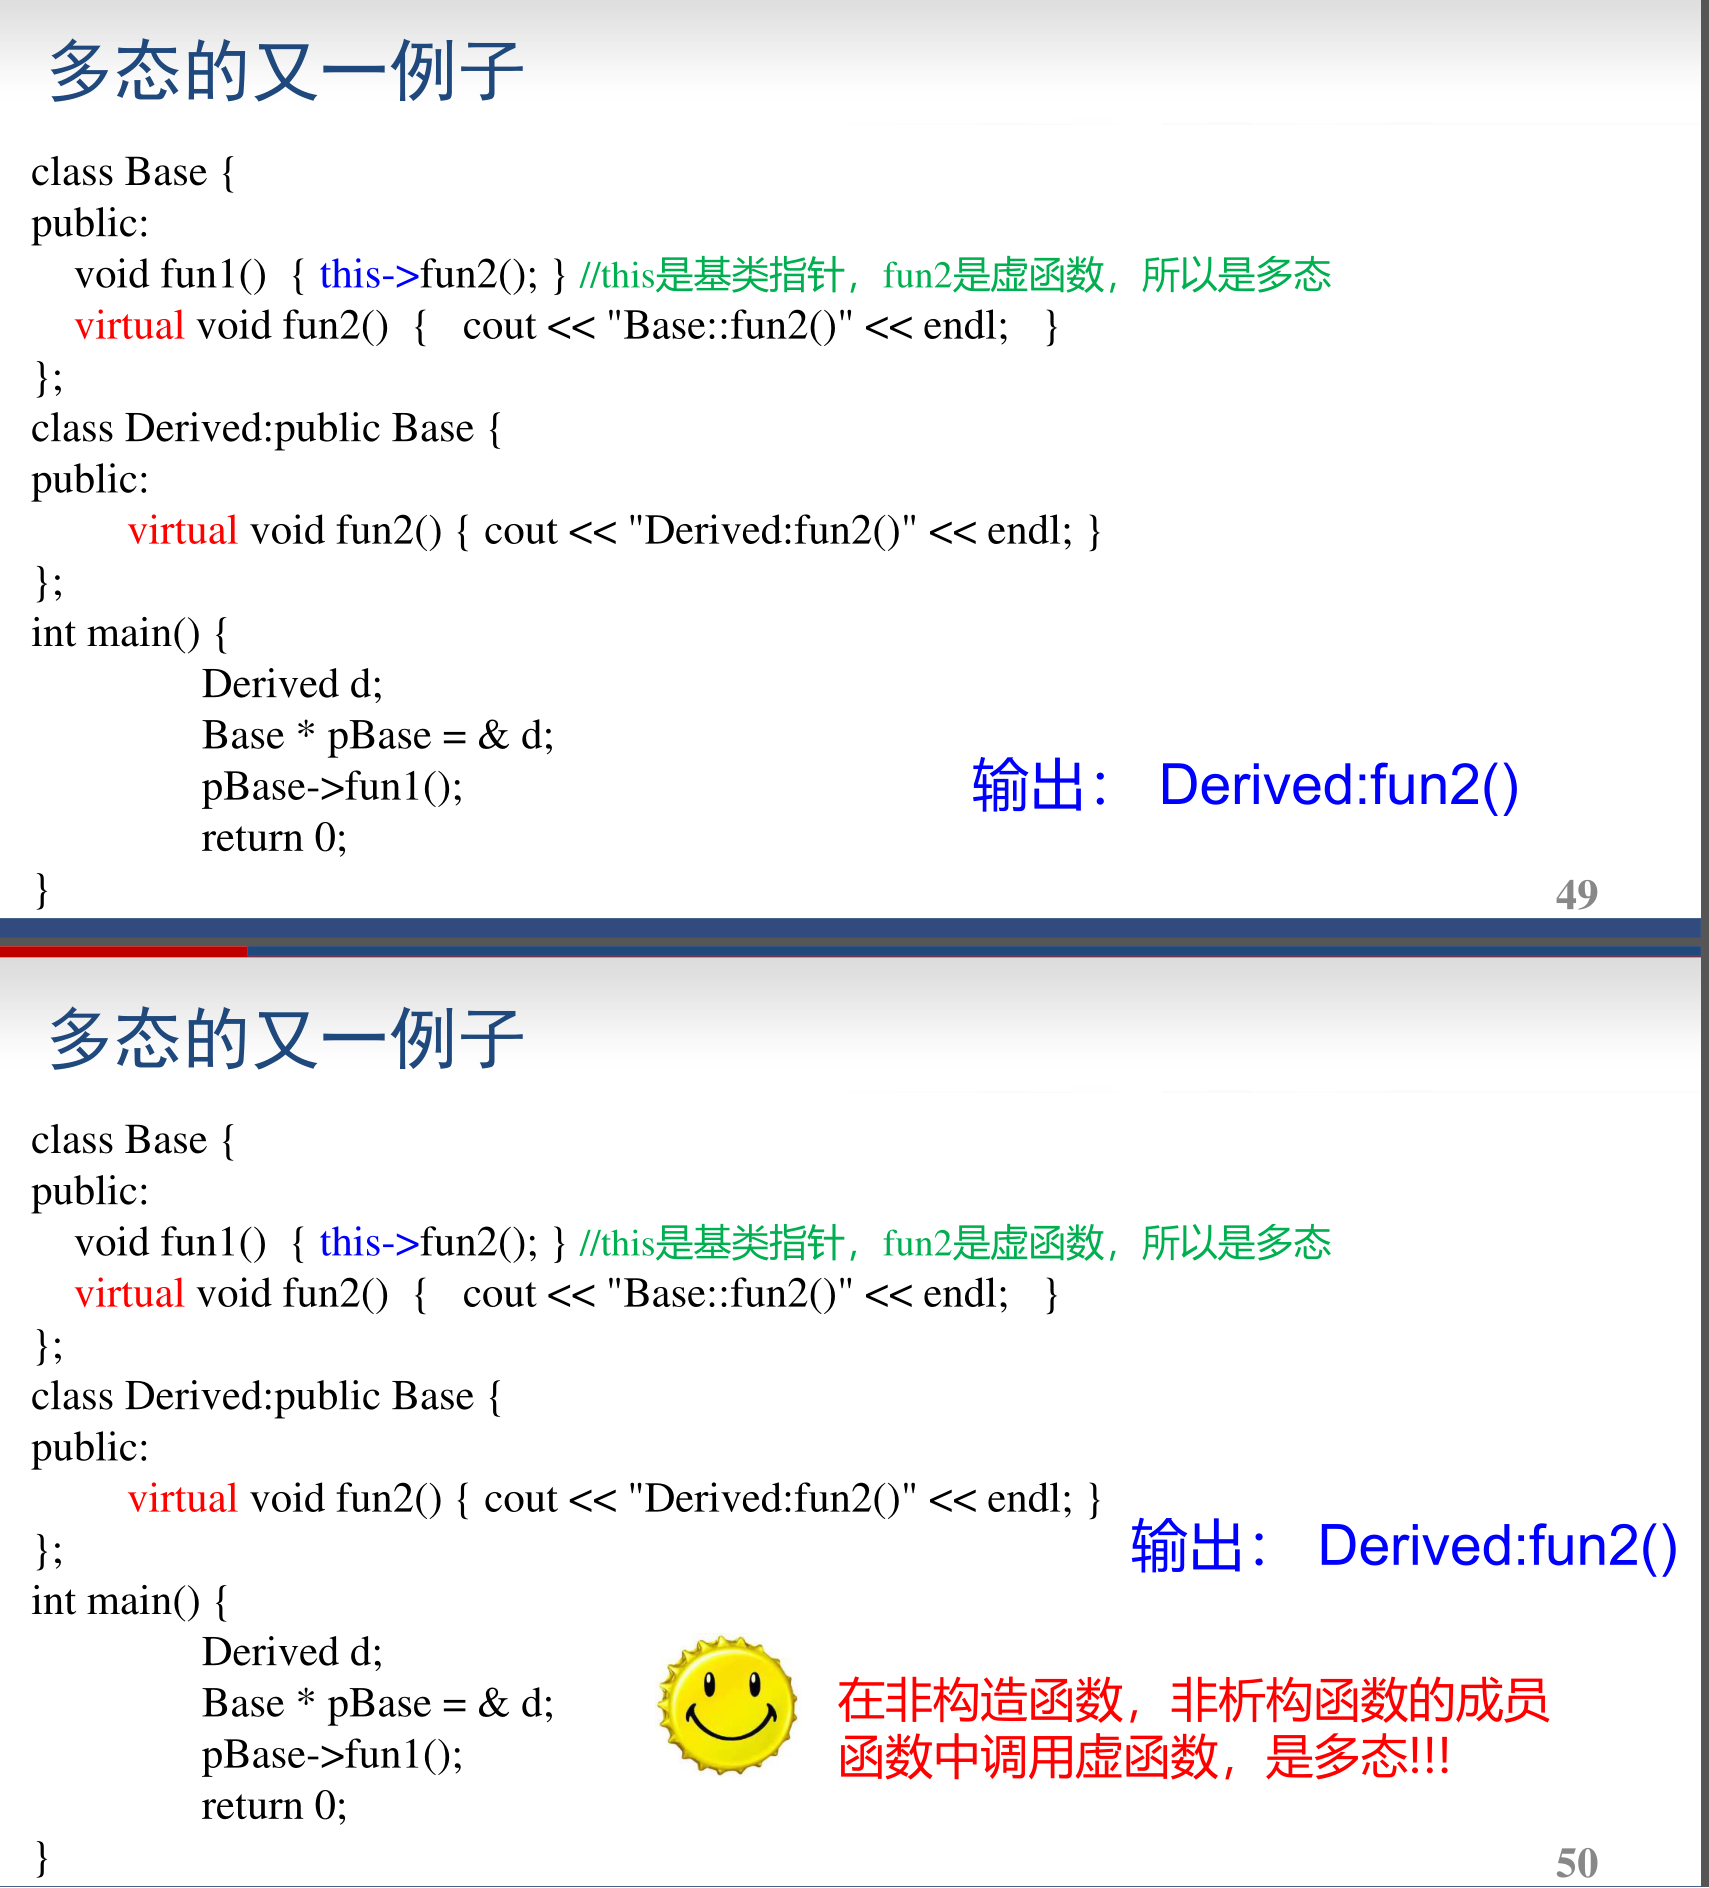 多态的又一例子
class Base {
public:
void fun1() { this->fun2(); } //this是基类指针，fun2是虚函数，所以是多态
virtual void fun2() { cout << "Base::fun2()" << endl; }
};
class Derived:public Base {
public:
virtual void fun2() { cout << "Derived:fun2()" << endl; }
};
int main() {
Derived d;
Base * pBase = & d;
pBase->fun1();
输出： Derived:fun2()
return 0;
}
49
多态的又一例子
class Base {
public:
void fun1() { this->fun2(); } //this是基类指针，fun2是虚函数，所以是多态
virtual void fun2() { cout << "Base::fun2()" << endl; }
};
class Derived:public Base {
public:
virtual void fun2() { cout << "Derived:fun2()" << endl; }
};
输出： Derived:fun2()
int main() {
Derived d;
Base * pBase = & d;
pBase->fun1();
return 0;
}
在非构造函数，非析构函数的成员
函数中调用虚函数，是多态!!!
50